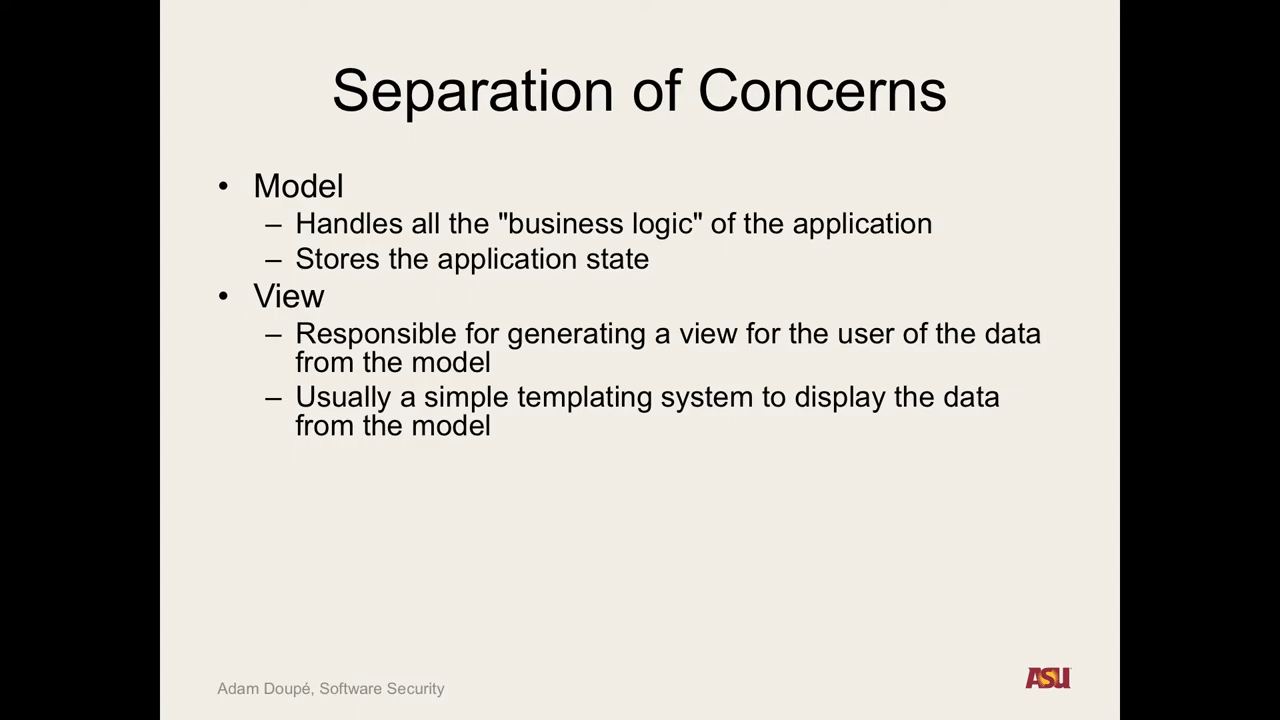 Separation of Concerns
• Model
– Handles all the "business logic" of the application
– Stores the application state
• View
– Responsible for generating a view for the user of the data
from the model
– Usually a simple templating system to display the data
from the model
Adam Doupé, Software Security
ASU